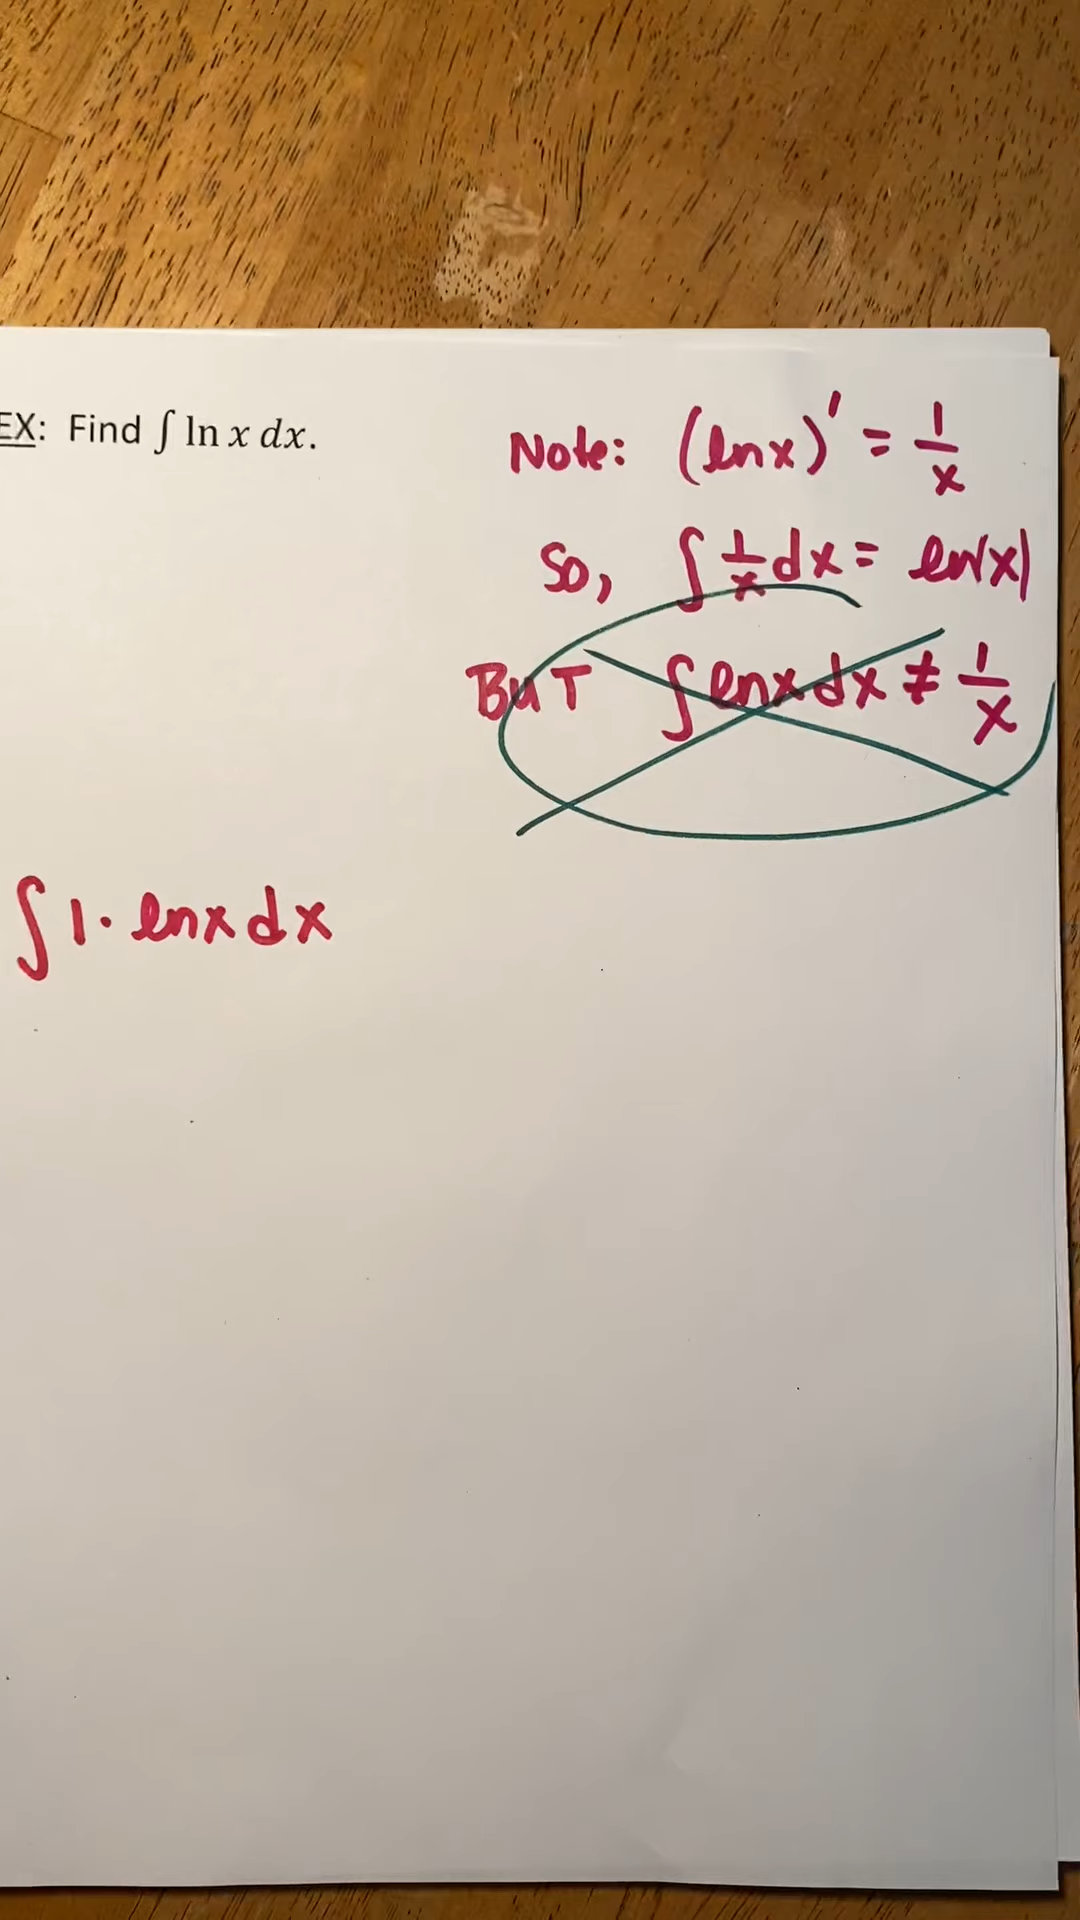 EX: Find ∫ ln x dx.
Note: (ln x)' = 1/x
So, ∫ 1/x dx = ln|x|
BUT ∫ ln x dx ≠ 1/x
∫ 1 · ln x dx